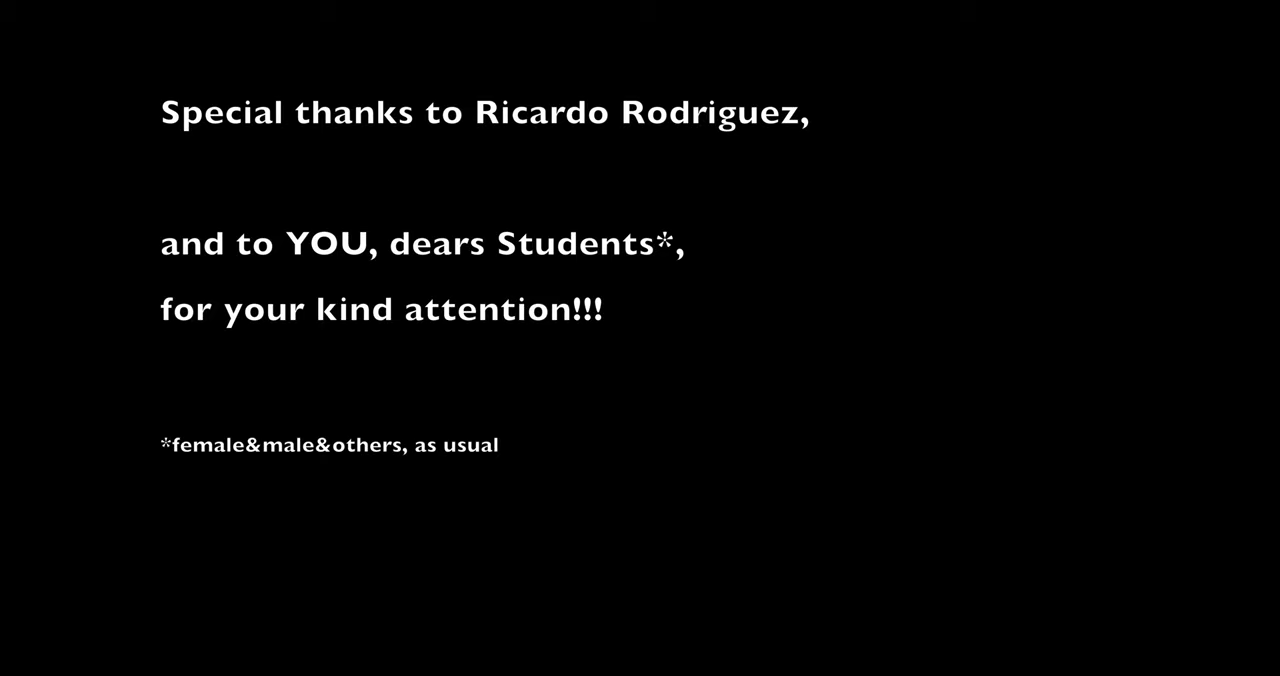 Special thanks to Ricardo Rodriguez,
and to YOU, dears Students*,
for your kind attention!!!
*female&male&others, as usual